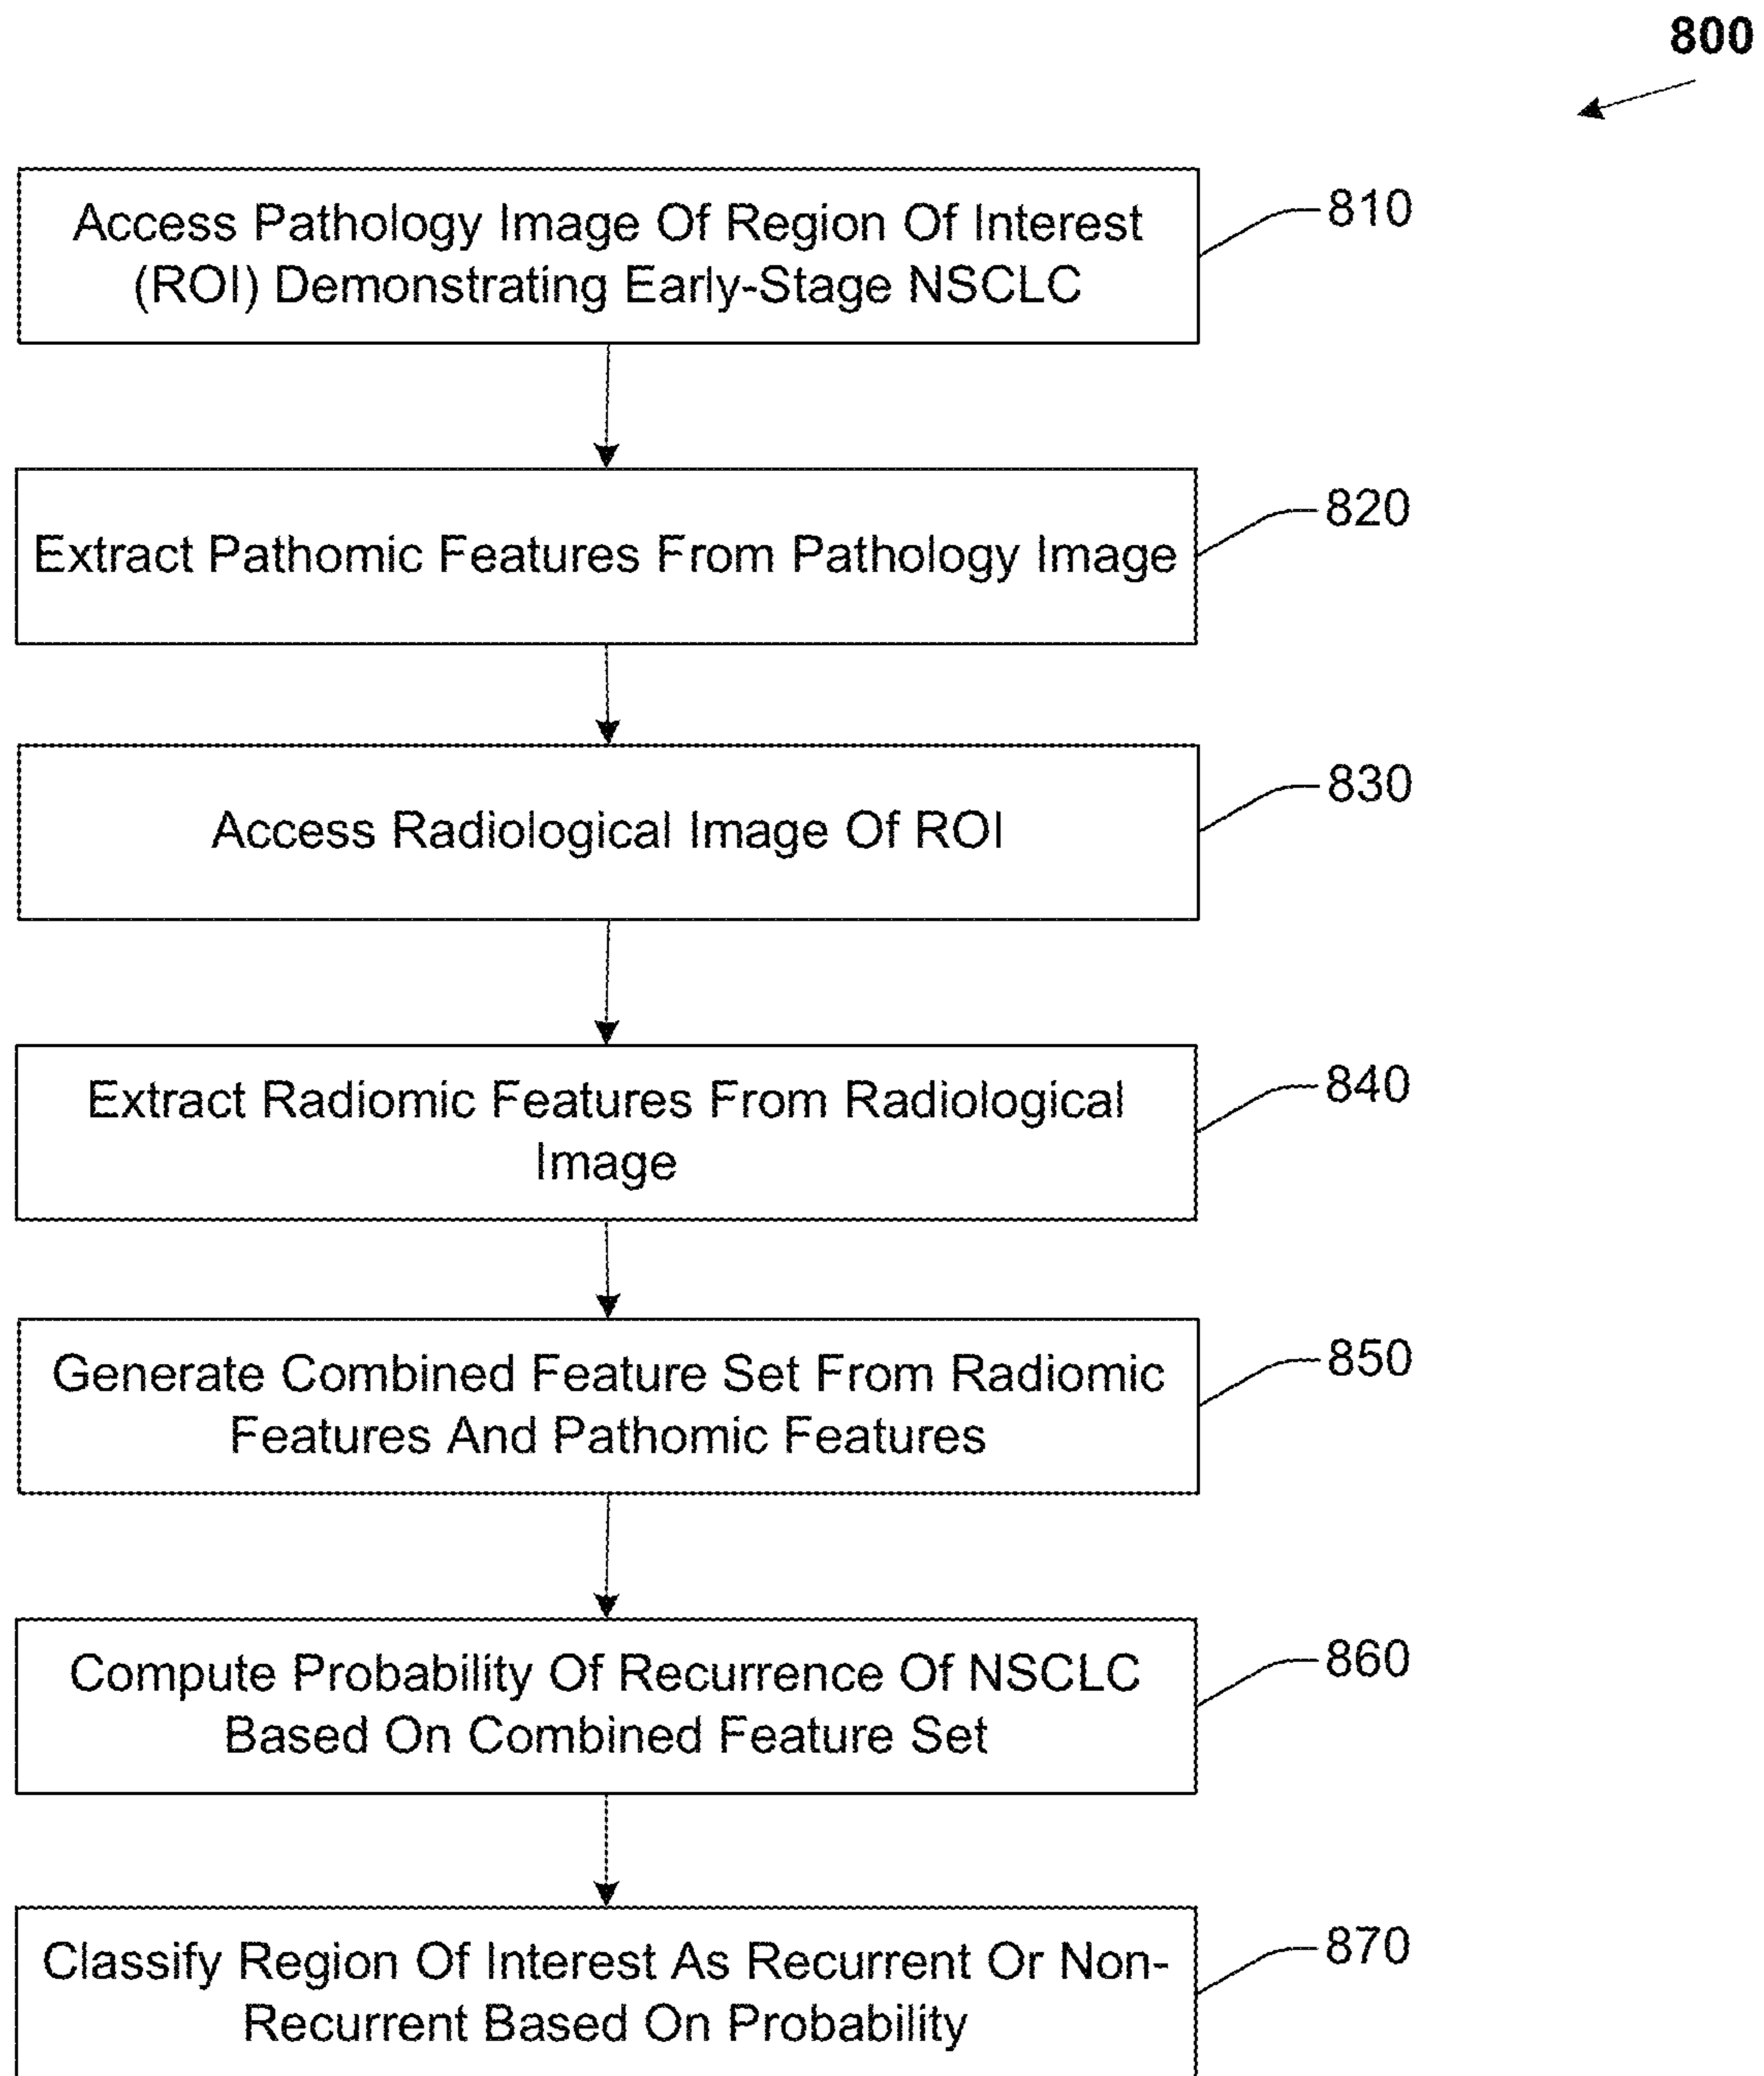 800
Access Pathology Image Of Region Of Interest
(ROI) Demonstrating Early-Stage NSCLC
810
Extract Pathomic Features From Pathology Image
820
Access Radiological Image Of ROI
830
Extract Radiomic Features From Radiological
Image
840
Generate Combined Feature Set From Radiomic
Features And Pathomic Features
850
Compute Probability Of Recurrence Of NSCLC
Based On Combined Feature Set
860
Classify Region Of Interest As Recurrent Or Non-
Recurrent Based On Probability
870